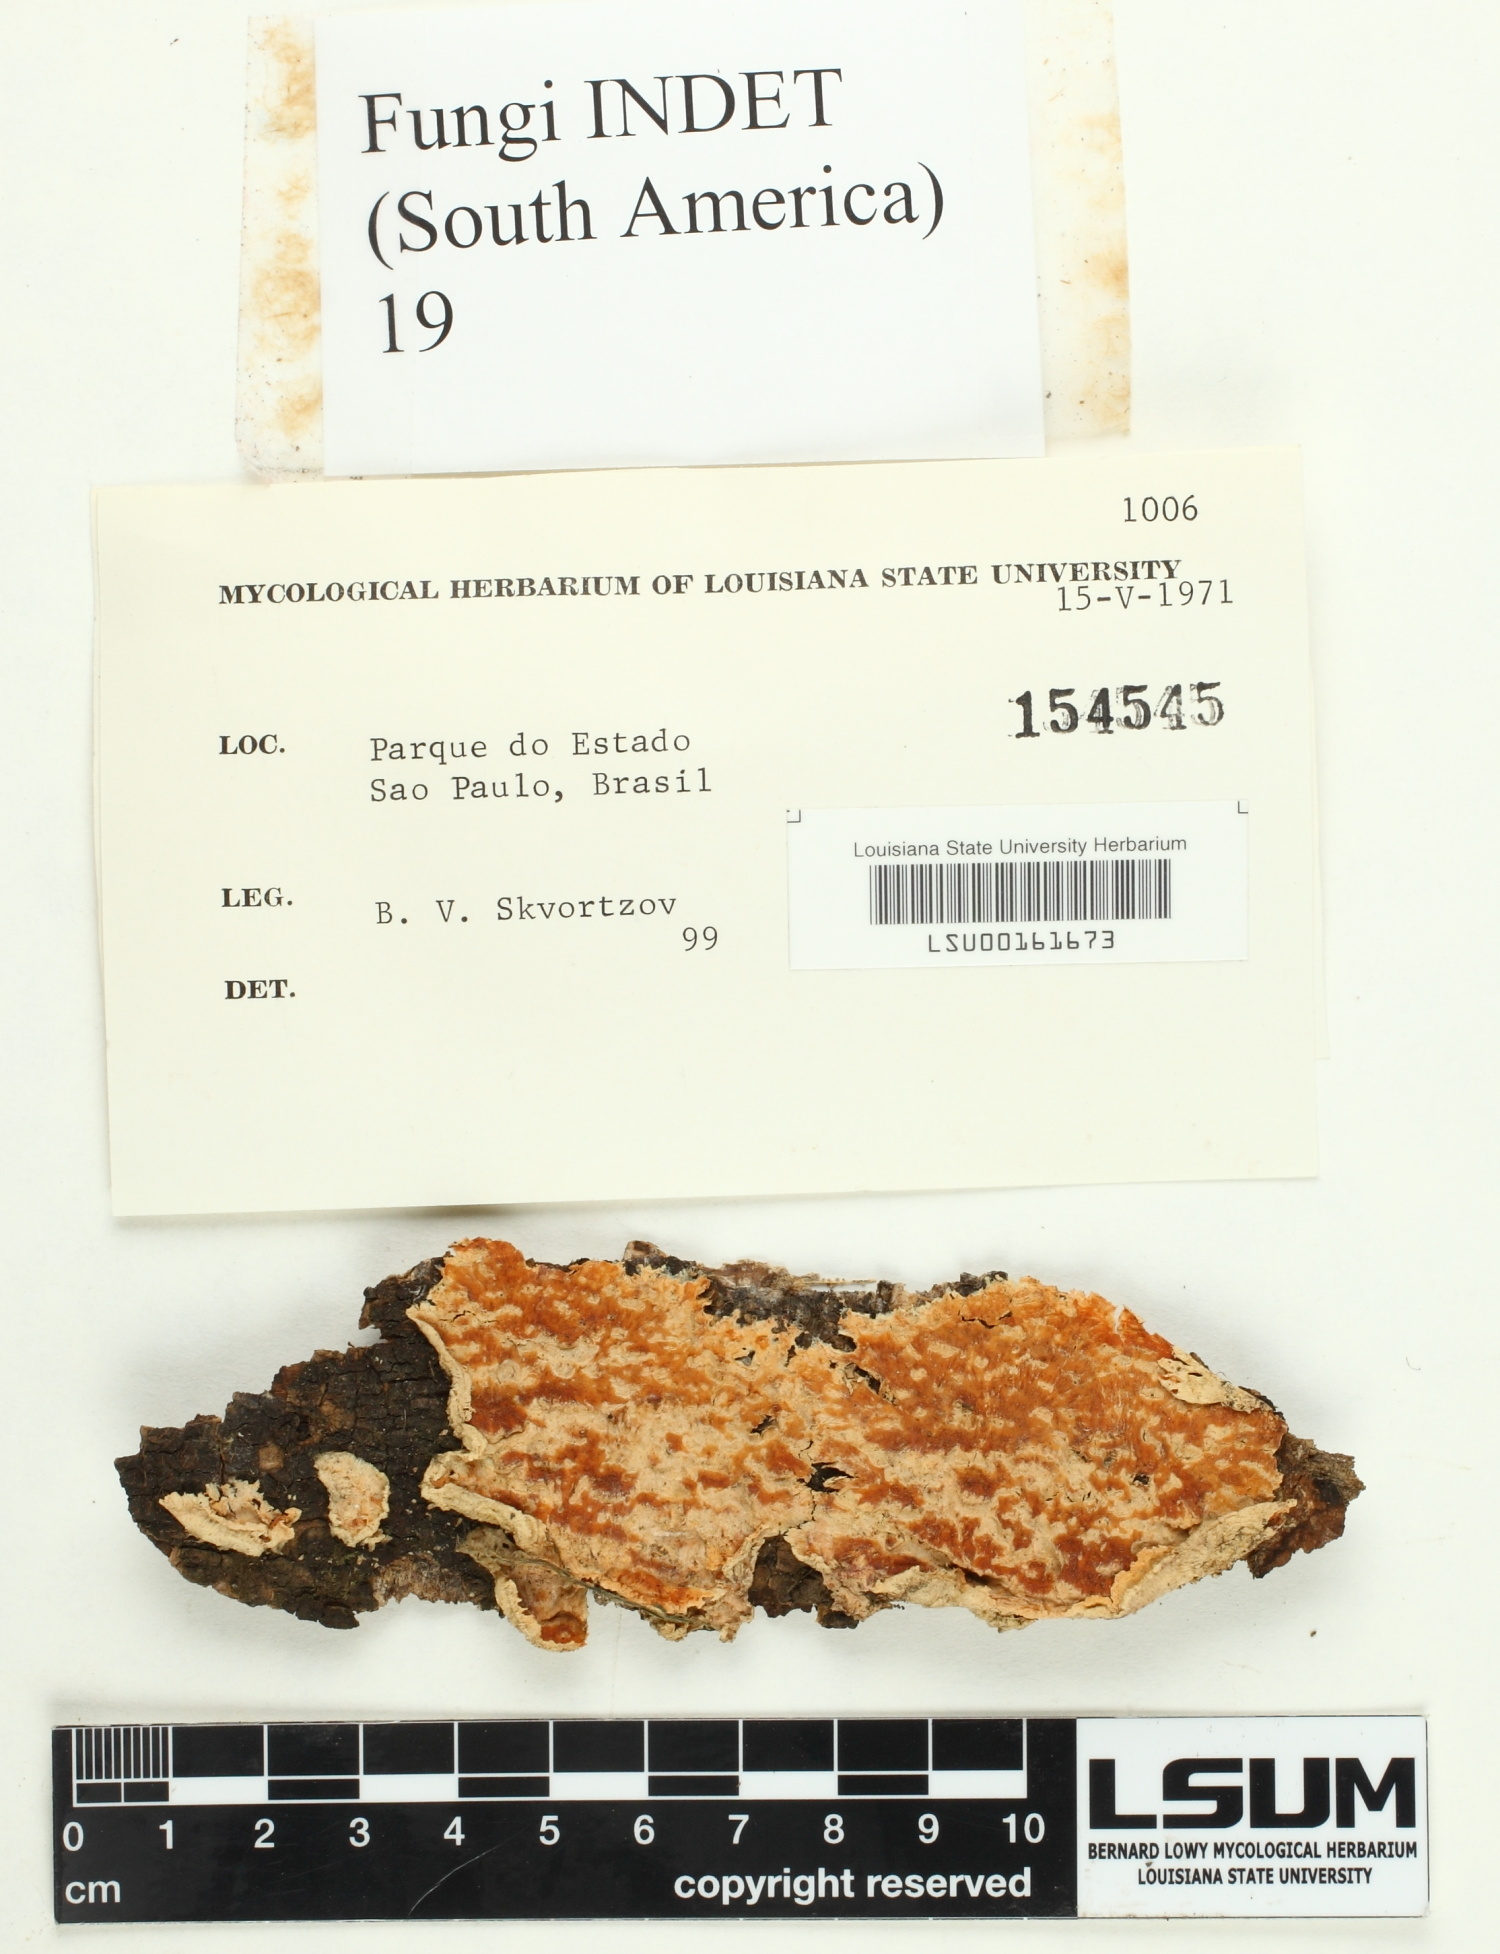 Fungi INDET
(South America)
19
1006
MYCOLOGICAL HERBARIUM OF LOUISIANA STATE UNIVERSITY
15-V-1971
154545
LOC. Parque do Estado
Sao Paulo, Brasil
Louisiana State University Herbarium
LSU00161673
LEG. B. V. Skvortzov
99
DET.
0 1 2 3 4 5 6 7 8 9 10
cm
copyright reserved
LSUM
BERNARD LOWY MYCOLOGICAL HERBARIUM
LOUISIANA STATE UNIVERSITY